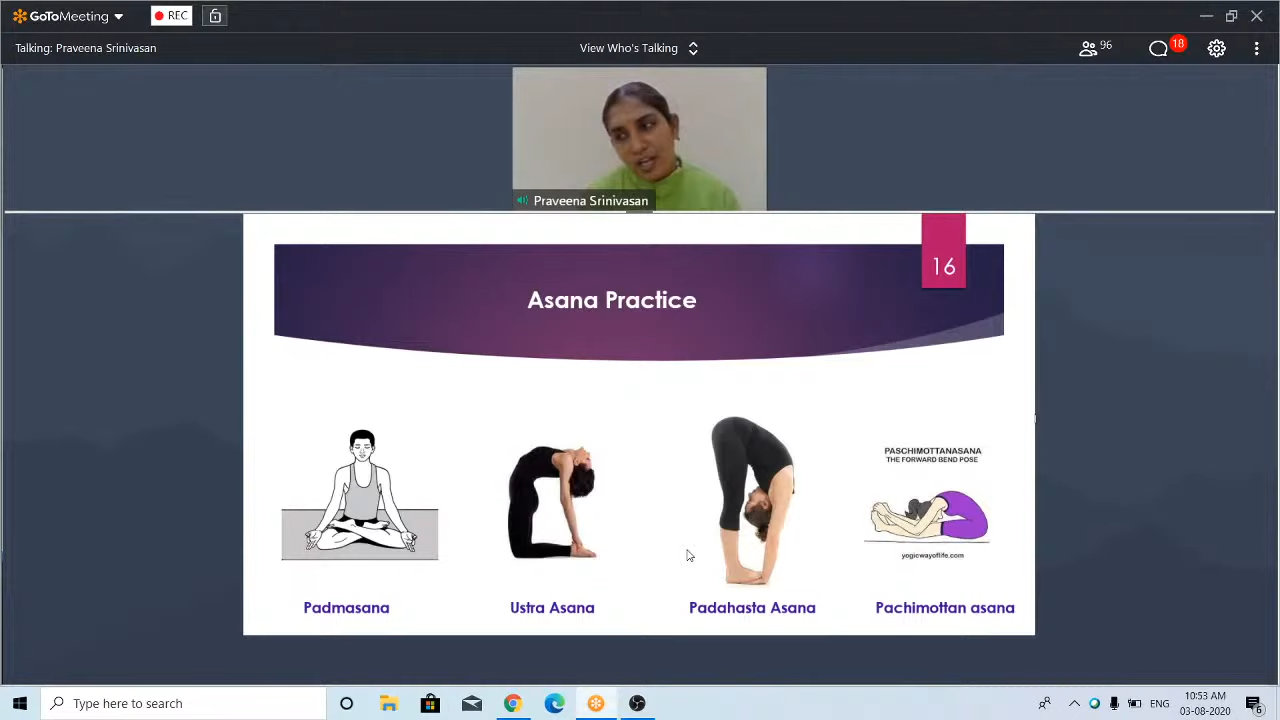 GoToMeeting
REC
Talking: Praveena Srinivasan
View Who's Talking
96
18
Praveena Srinivasan
16
Asana Practice
PASCHIMOTTANASANA
THE FORWARD BEND POSE
yogicwayoflife.com
Padmasana
Ustra Asana
Padahasta Asana
Pachimottan asana
Type here to search
ENG
10:53 AM
03-08-2020
6